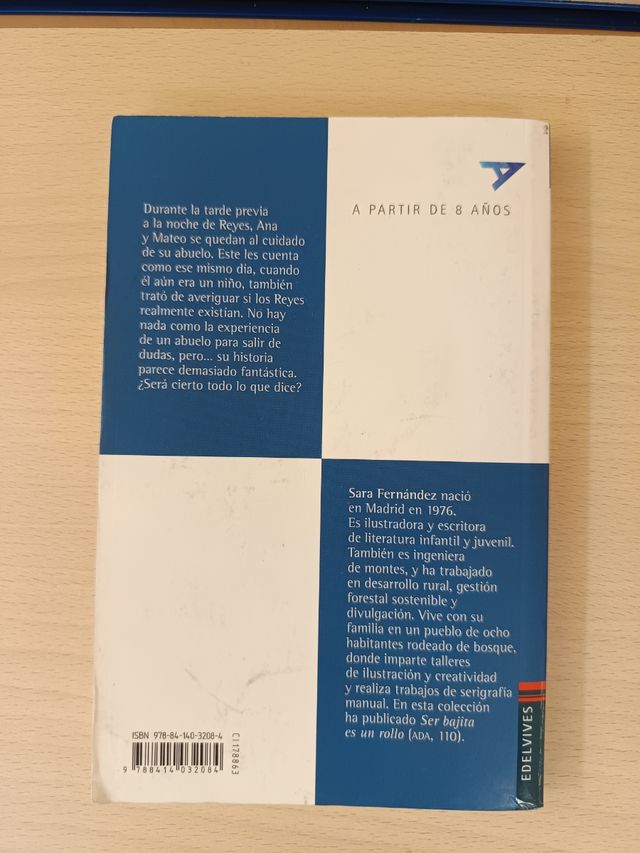 Durante la tarde previa
a la noche de Reyes, Ana
y Mateo se quedan al cuidado
de su abuelo. Este les cuenta
como ese mismo día, cuando
él aún era un niño, también
trató de averiguar si los Reyes
realmente existían. No hay
nada como la experiencia
de un abuelo para salir de
dudas, pero... su historia
parece demasiado fantástica.
¿Será cierto todo lo que dice?
A PARTIR DE 8 AÑOS
Sara Fernández nació
en Madrid en 1976.
Es ilustradora y escritora
de literatura infantil y juvenil.
También es ingeniera
de montes, y ha trabajado
en desarrollo rural, gestión
forestal sostenible y
divulgación. Vive con su
familia en un pueblo de ocho
habitantes rodeado de bosque,
donde imparte talleres
de ilustración y creatividad
y realiza trabajos de serigrafía
manual. En esta colección
ha publicado Ser bajita
es un rollo (ADA, 110).
ISBN 978-84-140-3208-4
9 788414 032084
CI178863
EDELVIVES